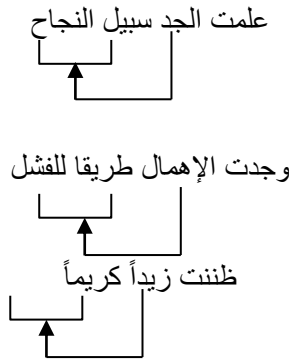 علمت الجد سبيل النجاح
وجدت الإهمال طريقا للفشل
ظننت زيداً كريماً